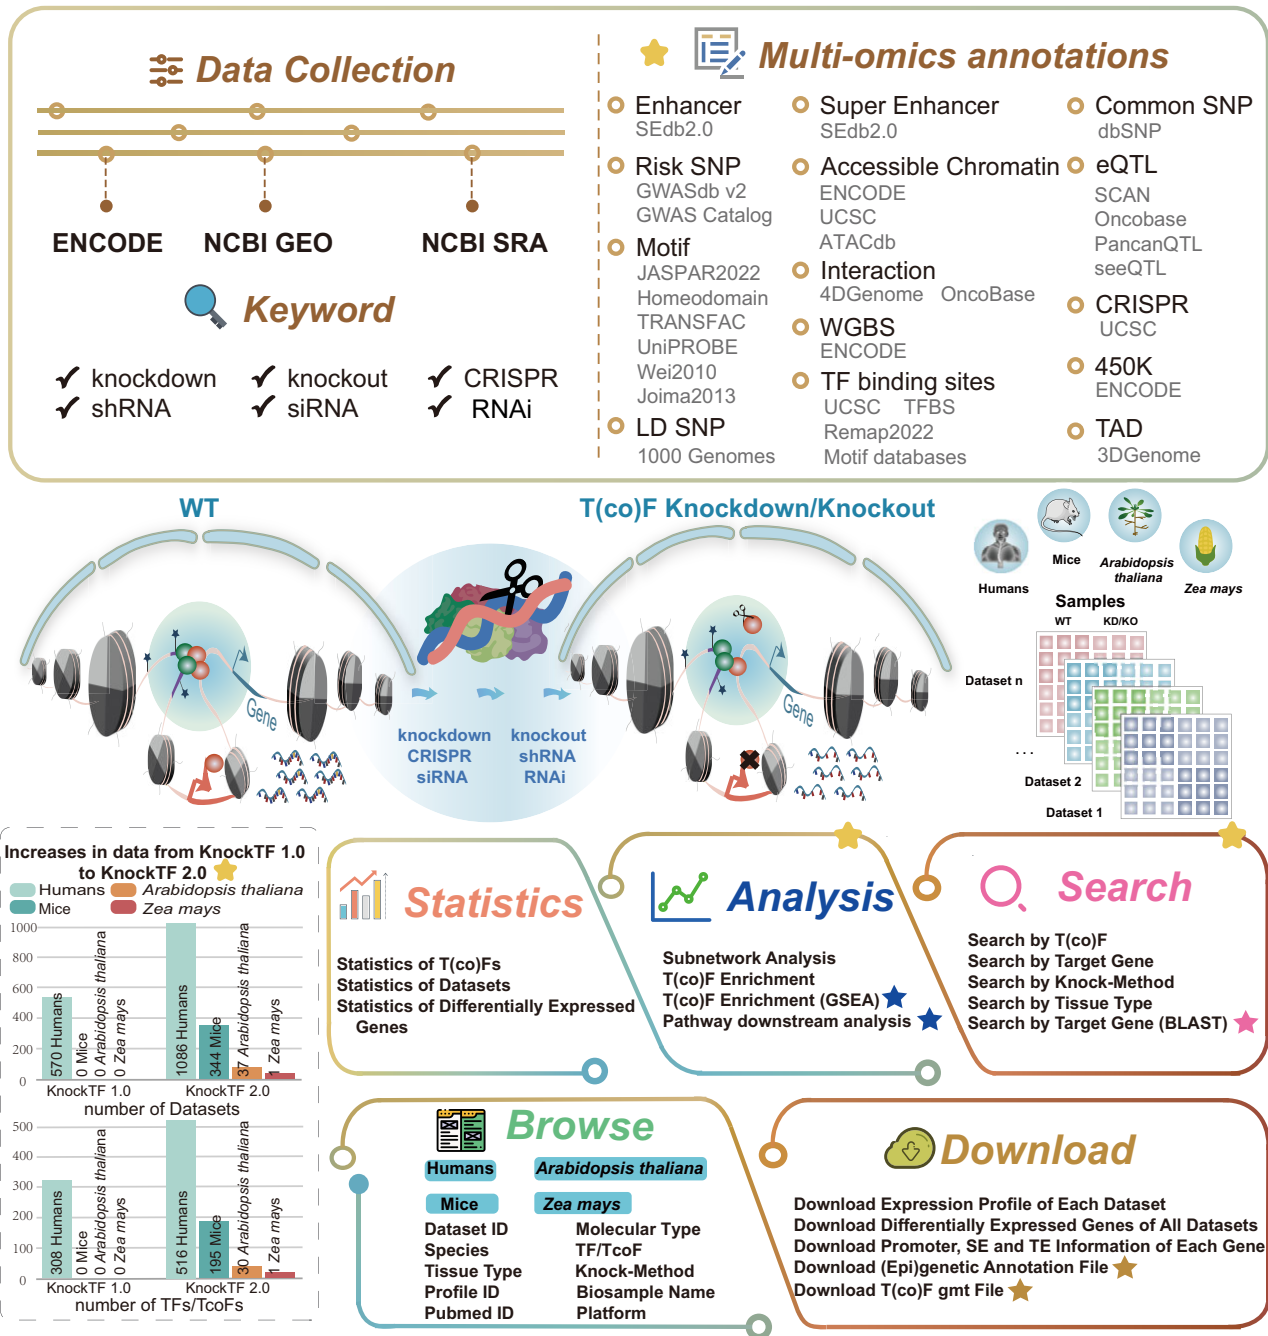 Data Collection
ENCODE
NCBI GEO
NCBI SRA
Keyword
knockdown
knockout
CRISPR
shRNA
siRNA
RNAi
Multi-omics annotations
Enhancer
SEdb2.0
Risk SNP
GWASdb v2
GWAS Catalog
Motif
JASPAR2022
Homeodomain
TRANSFAC
UniPROBE
Wei2010
Joima2013
LD SNP
1000 Genomes
Super Enhancer
SEdb2.0
Accessible Chromatin
ENCODE
UCSC
ATACdb
Interaction
4DGenome OncoBase
WGBS
ENCODE
TF binding sites
UCSC TFBS
Remap2022
Motif databases
Common SNP
dbSNP
eQTL
SCAN
Oncobase
PancanQTL
seeQTL
CRISPR
UCSC
450K
ENCODE
TAD
3DGenome
WT
Gene
knockdown
CRISPR
siRNA
knockout
shRNA
RNAi
T(co)F Knockdown/Knockout
Gene
Humans
Mice
Arabidopsis
thaliana
Zea mays
Samples
WT KD/KO
Dataset n
...
Dataset 2
Dataset 1
Increases in data from KnockTF 1.0
to KnockTF 2.0
Humans
Arabidopsis thaliana
Mice
Zea mays
1000
800
600
400
200
0
570 Humans
0 Mice
0 Arabidopsis thaliana
0 Zea mays
1086 Humans
344 Mice
37 Arabidopsis thaliana
1 Zea mays
KnockTF 1.0
KnockTF 2.0
number of Datasets
500
400
300
200
100
0
308 Humans
0 Mice
0 Arabidopsis thaliana
0 Zea mays
516 Humans
195 Mice
30 Arabidopsis thaliana
1 Zea mays
KnockTF 1.0
KnockTF 2.0
number of TFs/TcoFs
Statistics
Statistics of T(co)Fs
Statistics of Datasets
Statistics of Differentially Expressed
Genes
Analysis
Subnetwork Analysis
T(co)F Enrichment
T(co)F Enrichment (GSEA)
Pathway downstream analysis
Search
Search by T(co)F
Search by Target Gene
Search by Knock-Method
Search by Tissue Type
Search by Target Gene (BLAST)
Browse
Humans
Arabidopsis thaliana
Mice
Zea mays
Dataset ID
Species
Tissue Type
Profile ID
Pubmed ID
Molecular Type
TF/TcoF
Knock-Method
Biosample Name
Platform
Download
Download Expression Profile of Each Dataset
Download Differentially Expressed Genes of All Datasets
Download Promoter, SE and TE Information of Each Gene
Download (Epi)genetic Annotation File
Download T(co)F gmt File